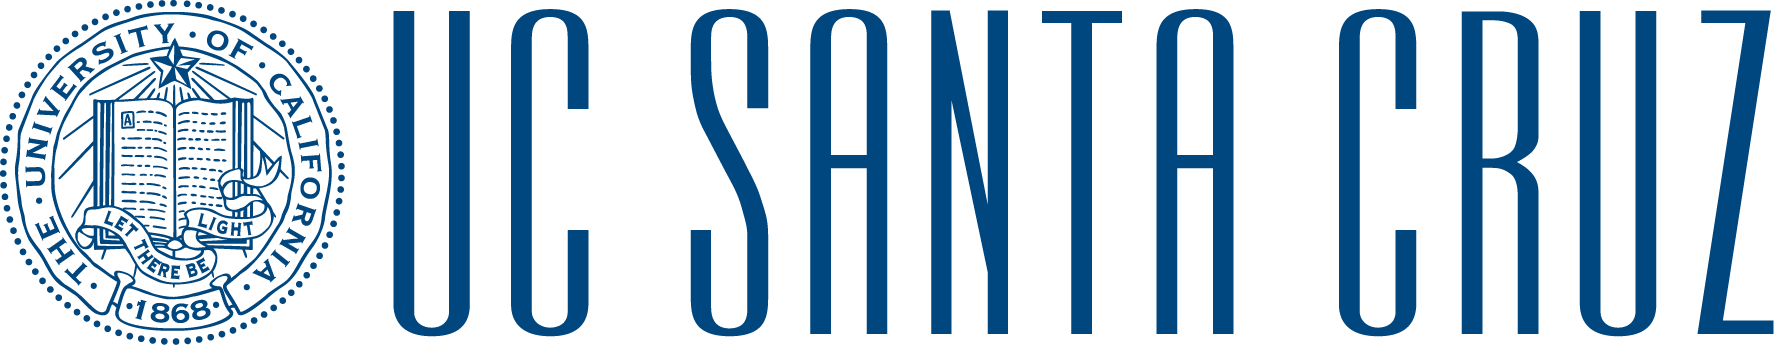 THE · UNIVERSITY · OF · CALIFORNIA ·
A
LET THERE BE LIGHT
· 1868 ·
UC SANTA CRUZ